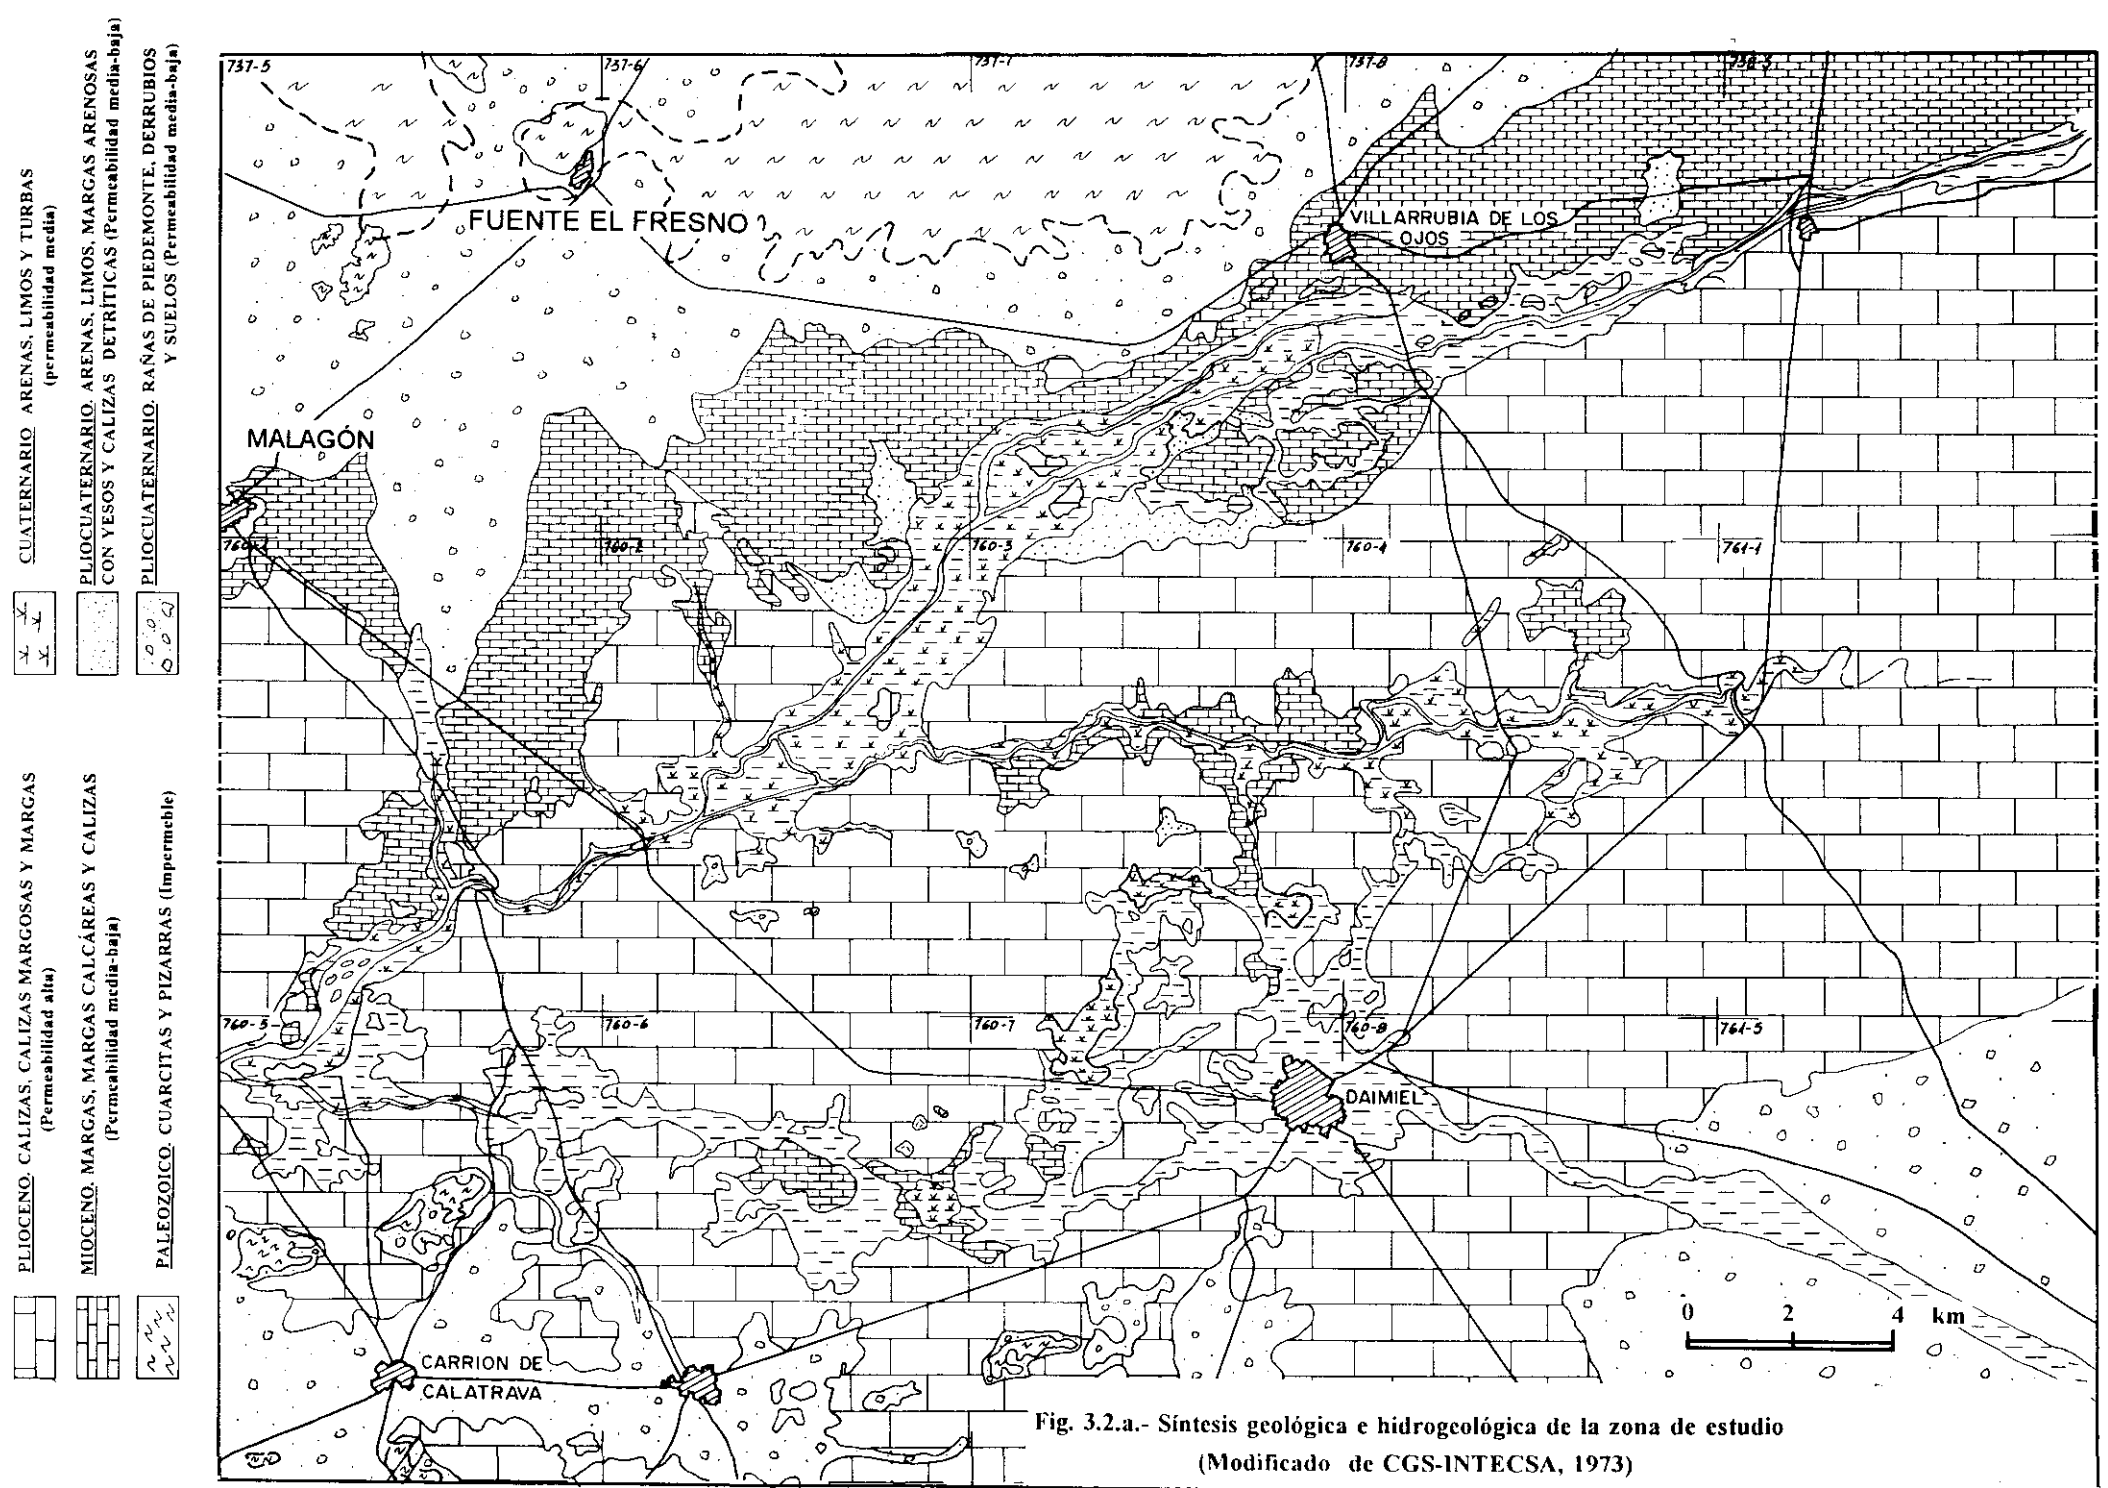 CUATERNARIO ARENAS, LIMOS Y TURBAS
(permeabilidad media)
PLIOCUATERNARIO. ARENAS, LIMOS, MARGAS ARENOSAS
CON YESOS Y CALIZAS DETRÍTICAS (Permeabilidad media-baja)
PLIOCUATERNARIO. RAÑAS DE PIEDEMONTE, DERRUBIOS
Y SUELOS (Permeabilidad media-baja)
PLIOCENO. CALIZAS, CALIZAS MARGOSAS Y MARGAS
(Permeabilidad alta)
MIOCENO. MARGAS, MARGAS CALCÁREAS Y CALIZAS
(Permeabilidad media-baja)
PALEOZOICO. CUARCITAS Y PIZARRAS (Impermeble)
737-5
737-6
737-7
737-8
738-5
FUENTE EL FRESNO
VILLARRUBIA DE LOS
OJOS
MALAGÓN
760-2
760-3
760-4
761-1
760-5
760-6
760-7
760-8
761-5
DAIMIEL
CARRION DE
CALATRAVA
0 2 4 km
Fig. 3.2.a.- Síntesis geológica e hidrogeológica de la zona de estudio
(Modificado de CGS-INTECSA, 1973)